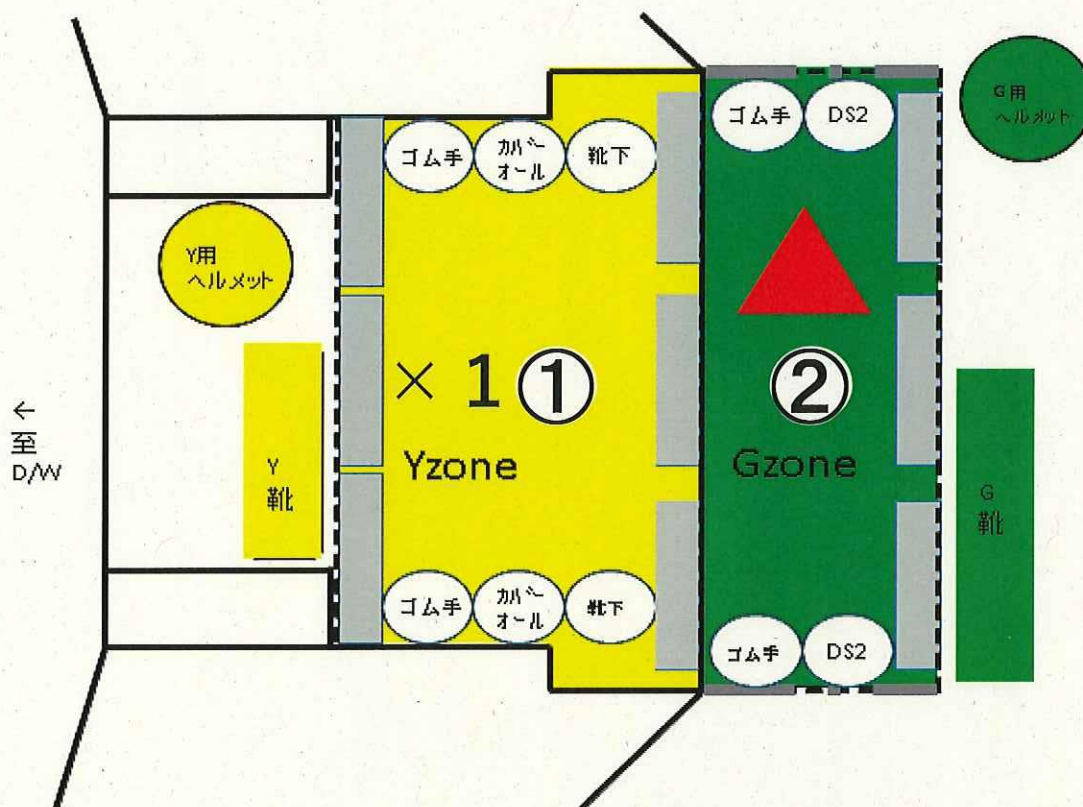 G用
ヘルメット
ゴム手
DS2
ゴム手
カバー
オール
靴下
Y用
ヘルメット
× 1 ①
②
Yzone
Gzone
←
至
D/W
Y
靴
G
靴
ゴム手
カバー
オール
靴下
ゴム手
DS2